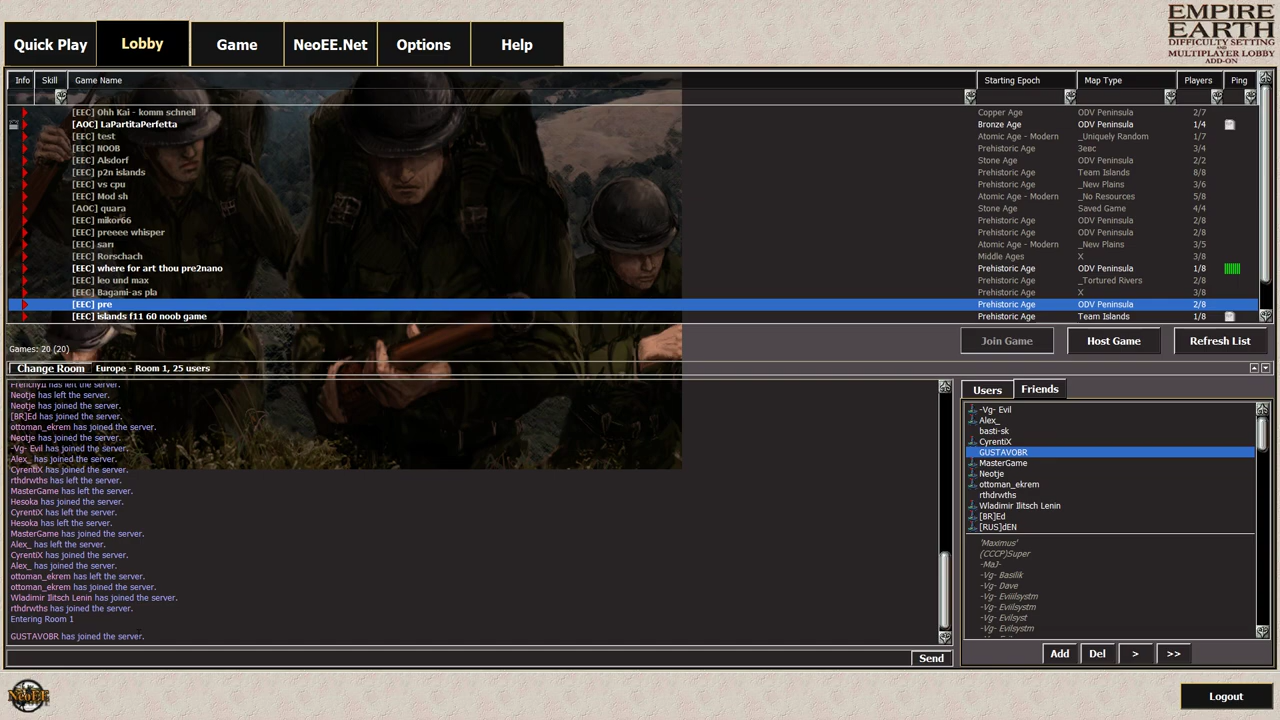 Quick Play
Lobby
Game
NeoEE.Net
Options
Help
EMPIRE
EARTH
DIFFICULTY SETTING
AND
MULTIPLAYER LOBBY
ADD-ON
Info Skill Game Name Starting Epoch Map Type Players Ping
[EEC] Ohh Kai - komm schnell Copper Age ODV Peninsula 2/7
[AOC] LaPartitaPerfetta Bronze Age ODV Peninsula 1/4
[EEC] test Atomic Age - Modern _Uniquely Random 1/7
[EEC] NOOB Prehistoric Age Зевс 3/4
[EEC] Alsdorf Stone Age ODV Peninsula 2/2
[EEC] p2n islands Prehistoric Age Team Islands 8/8
[EEC] vs cpu Prehistoric Age _New Plains 3/6
[EEC] Mod sh Atomic Age - Modern _No Resources 5/8
[AOC] quara Stone Age Saved Game 4/4
[EEC] mikor66 Prehistoric Age ODV Peninsula 2/8
[EEC] preeee whisper Prehistoric Age ODV Peninsula 2/8
[EEC] sarı Atomic Age - Modern _New Plains 3/5
[EEC] Rorschach Middle Ages X 3/8
[EEC] where for art thou pre2nano Prehistoric Age ODV Peninsula 1/8
[EEC] leo und max Prehistoric Age _Tortured Rivers 2/8
[EEC] Bagami-as pla Prehistoric Age X 3/8
[EEC] pre Prehistoric Age ODV Peninsula 2/8
[EEC] islands f11 60 noob game Prehistoric Age Team Islands 1/8
Games: 20 (20)
Join Game
Host Game
Refresh List
Change Room Europe - Room 1, 25 users
FrenchyII has left the server.
Neotje has left the server.
Neotje has joined the server.
[BR]Ed has joined the server.
ottoman_ekrem has joined the server.
Neotje has joined the server.
-Vg- Evil has joined the server.
Alex_ has joined the server.
CyrentiX has joined the server.
rthdrwths has left the server.
MasterGame has left the server.
Hesoka has joined the server.
CyrentiX has left the server.
Hesoka has left the server.
MasterGame has joined the server.
Alex_ has left the server.
CyrentiX has joined the server.
Alex_ has joined the server.
ottoman_ekrem has left the server.
ottoman_ekrem has joined the server.
Wladimir Ilitsch Lenin has joined the server.
rthdrwths has joined the server.
Entering Room 1
GUSTAVOBR has joined the server.
Send
Users
Friends
-Vg- Evil
Alex_
basti-sk
CyrentiX
GUSTAVOBR
MasterGame
Neotje
ottoman_ekrem
rthdrwths
Wladimir Ilitsch Lenin
[BR]Ed
[RUS]dEN
'Maximus'
(CCCP)Super
-MaJ-
-Vg- Basilik
-Vg- Dave
-Vg- Eviiilsystm
-Vg- Eviilsystm
-Vg- Evilsyst
-Vg- Evilsystm
Add
Del
>
>>
NeoEE
Logout